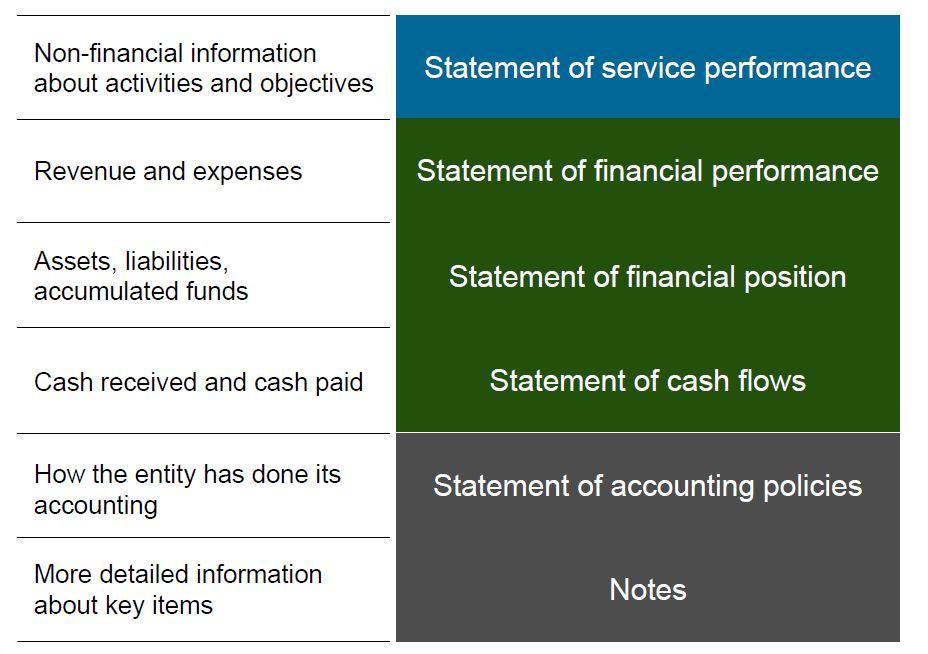 Non-financial information
about activities and objectives
Statement of service performance
Revenue and expenses
Statement of financial performance
Assets, liabilities,
accumulated funds
Statement of financial position
Cash received and cash paid
Statement of cash flows
How the entity has done its
accounting
Statement of accounting policies
More detailed information
about key items
Notes